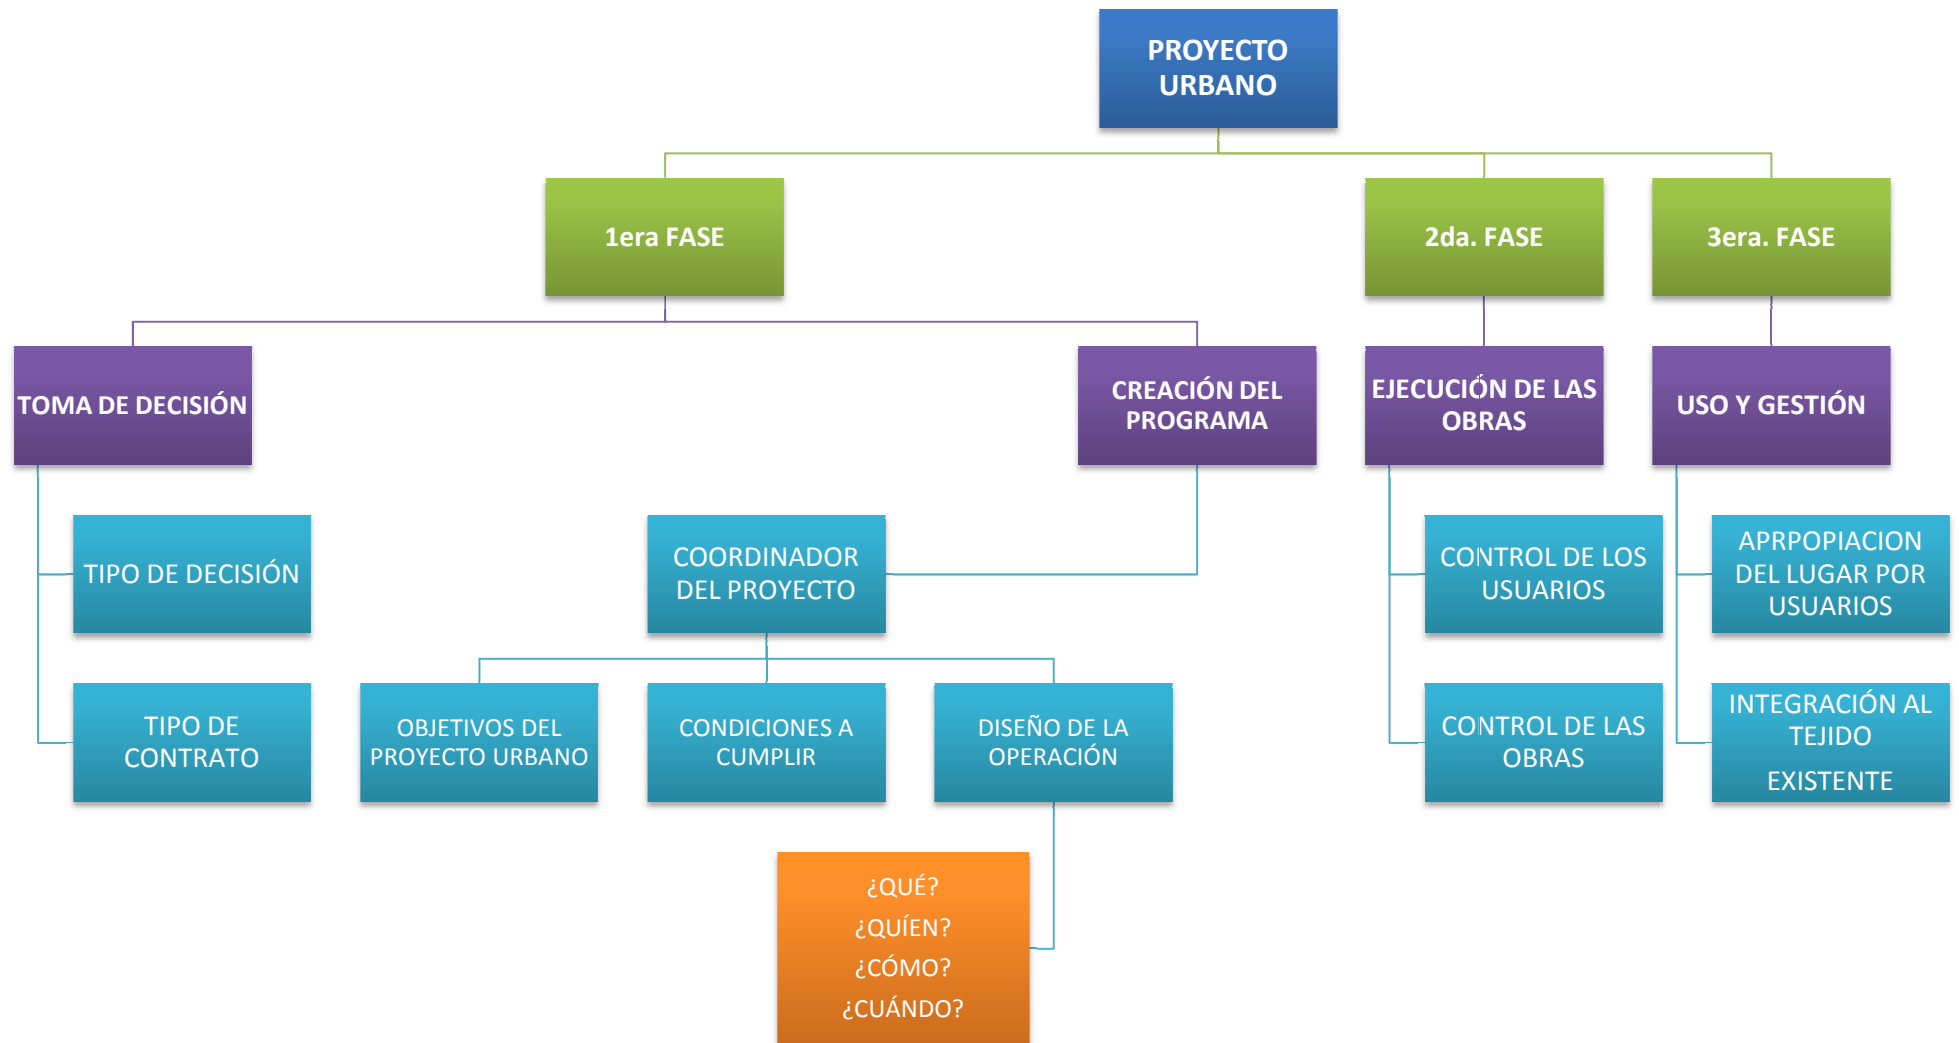 PROYECTO
URBANO
1era FASE
2da. FASE
3era. FASE
TOMA DE DECISIÓN
CREACIÓN DEL
PROGRAMA
EJECUCIÓN DE LAS
OBRAS
USO Y GESTIÓN
TIPO DE DECISIÓN
COORDINADOR
DEL PROYECTO
CONTROL DE LOS
USUARIOS
APRPOPIACION
DEL LUGAR POR
USUARIOS
TIPO DE
CONTRATO
OBJETIVOS DEL
PROYECTO URBANO
CONDICIONES A
CUMPLIR
DISEÑO DE LA
OPERACIÓN
CONTROL DE LAS
OBRAS
INTEGRACIÓN AL
TEJIDO
EXISTENTE
¿QUÉ?
¿QUÍEN?
¿CÓMO?
¿CUÁNDO?